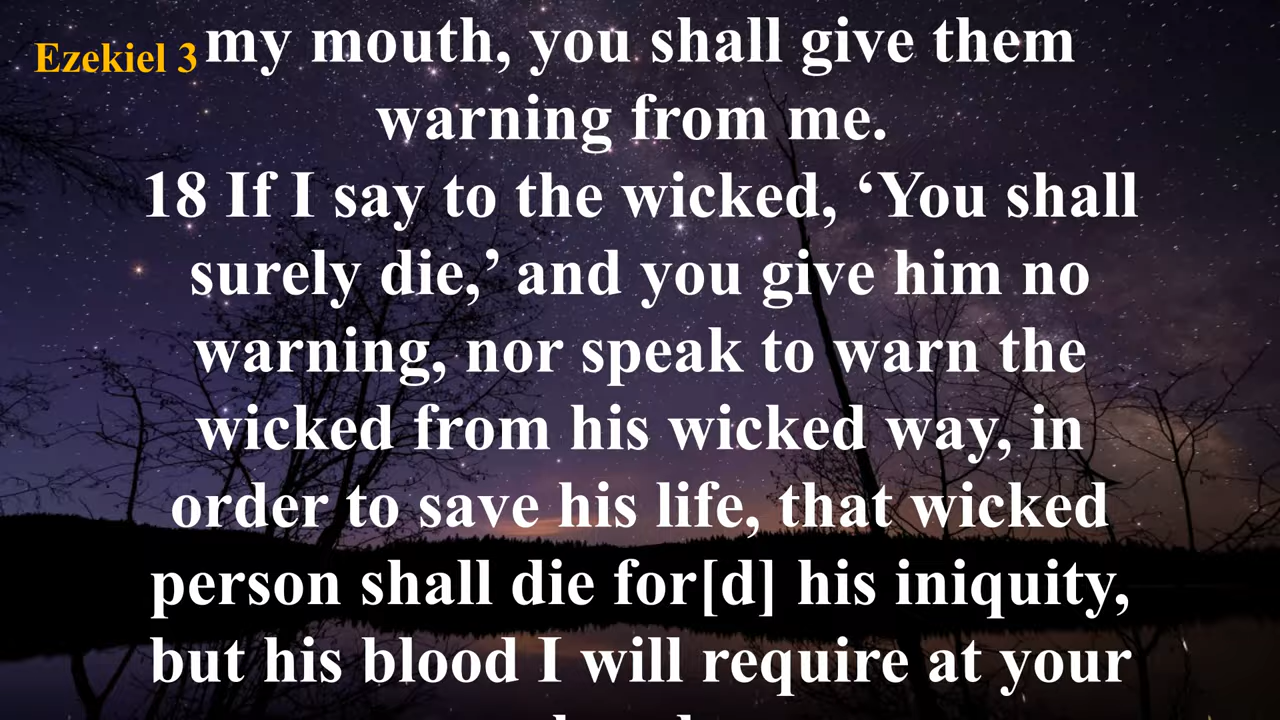 Ezekiel 3
my mouth, you shall give them
warning from me.
18 If I say to the wicked, ‘You shall
surely die,’ and you give him no
warning, nor speak to warn the
wicked from his wicked way, in
order to save his life, that wicked
person shall die for[d] his iniquity,
but his blood I will require at your